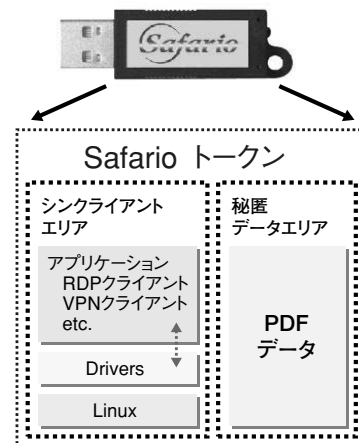 Safario
Safario トークン
シンクライアント
エリア
アプリケーション
RDPクライアント
VPNクライアント
etc.
Drivers
Linux
秘匿
データエリア
PDF
データ